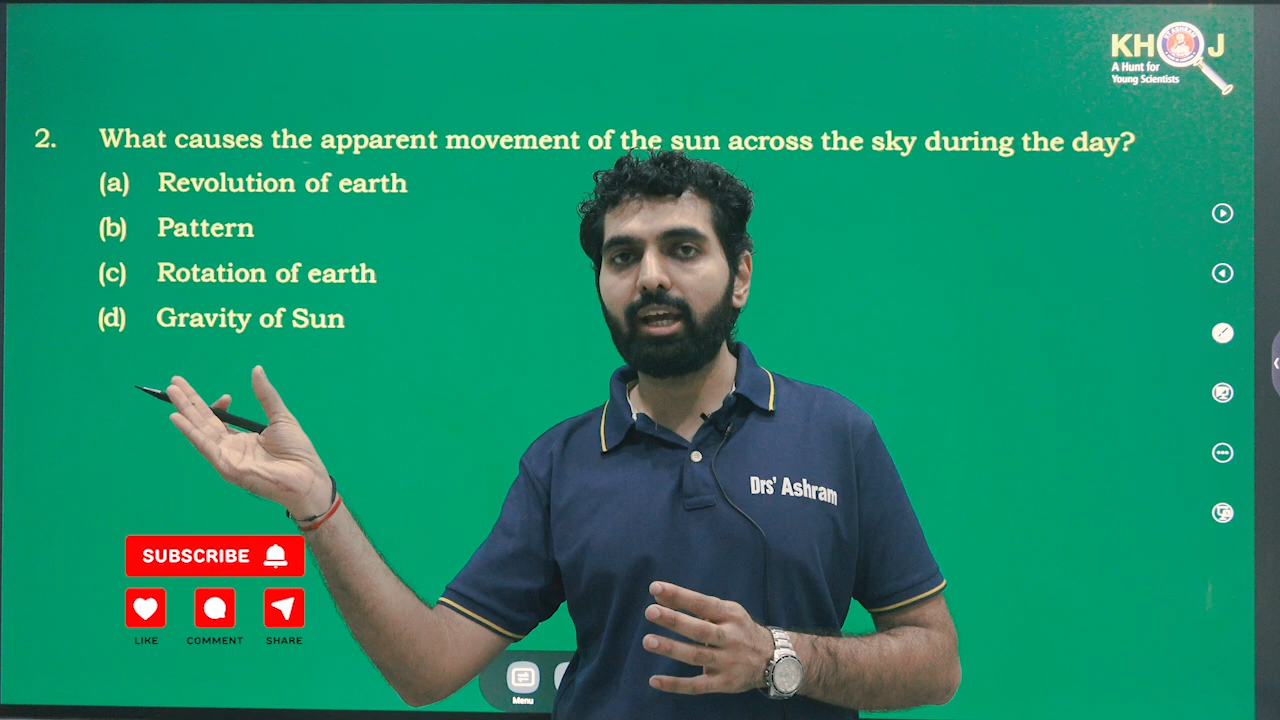 KHOJ
A Hunt for
Young Scientists
2. What causes the apparent movement of the sun across the sky during the day?
(a) Revolution of earth
(b) Pattern
(c) Rotation of earth
(d) Gravity of Sun
Drs' Ashram
SUBSCRIBE
LIKE COMMENT SHARE
Menu